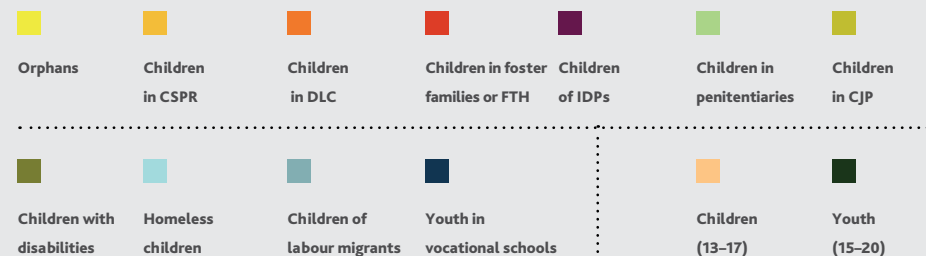 Orphans
Children
in CSPR
Children
in DLC
Children in foster
families or FTH
Children
of IDPs
Children in
penitentiaries
Children
in CJP
Children with
disabilities
Homeless
children
Children of
labour migrants
Youth in
vocational schools
Children
(13–17)
Youth
(15–20)